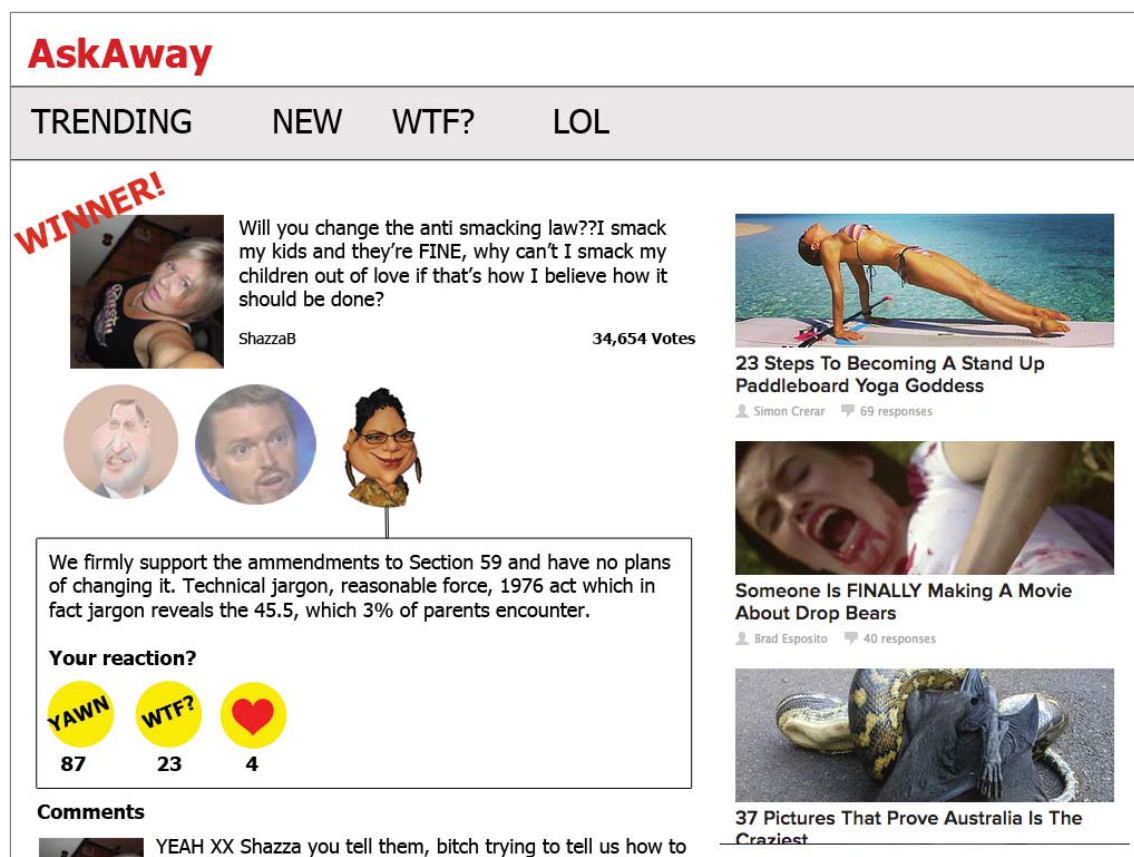 AskAway
TRENDING NEW WTF? LOL
WINNER!
Will you change the anti smacking law??I smack
my kids and they're FINE, why can't I smack my
children out of love if that's how I believe how it
should be done?
ShazzaB 34,654 Votes
We firmly support the ammendments to Section 59 and have no plans
of changing it. Technical jargon, reasonable force, 1976 act which in
fact jargon reveals the 45.5, which 3% of parents encounter.
Your reaction?
YAWN WTF?
87 23 4
Comments
YEAH XX Shazza you tell them, bitch trying to tell us how to
23 Steps To Becoming A Stand Up
Paddleboard Yoga Goddess
Simon Crerar 69 responses
Someone Is FINALLY Making A Movie
About Drop Bears
Brad Esposito 40 responses
37 Pictures That Prove Australia Is The
Craziest